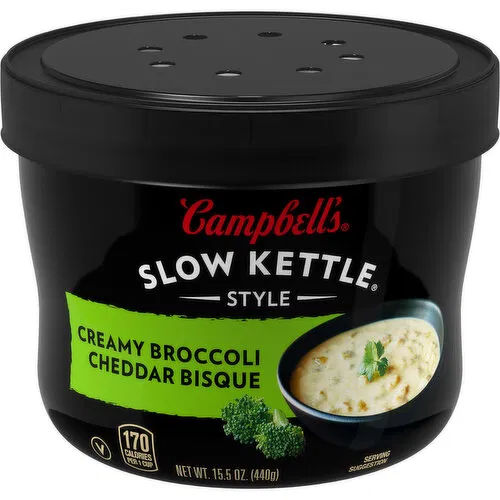 Campbell's®
SLOW KETTLE®
STYLE
CREAMY BROCCOLI
CHEDDAR BISQUE
V
170
CALORIES
PER 1 CUP
NET WT. 15.5 OZ. (440g)
SERVING
SUGGESTION